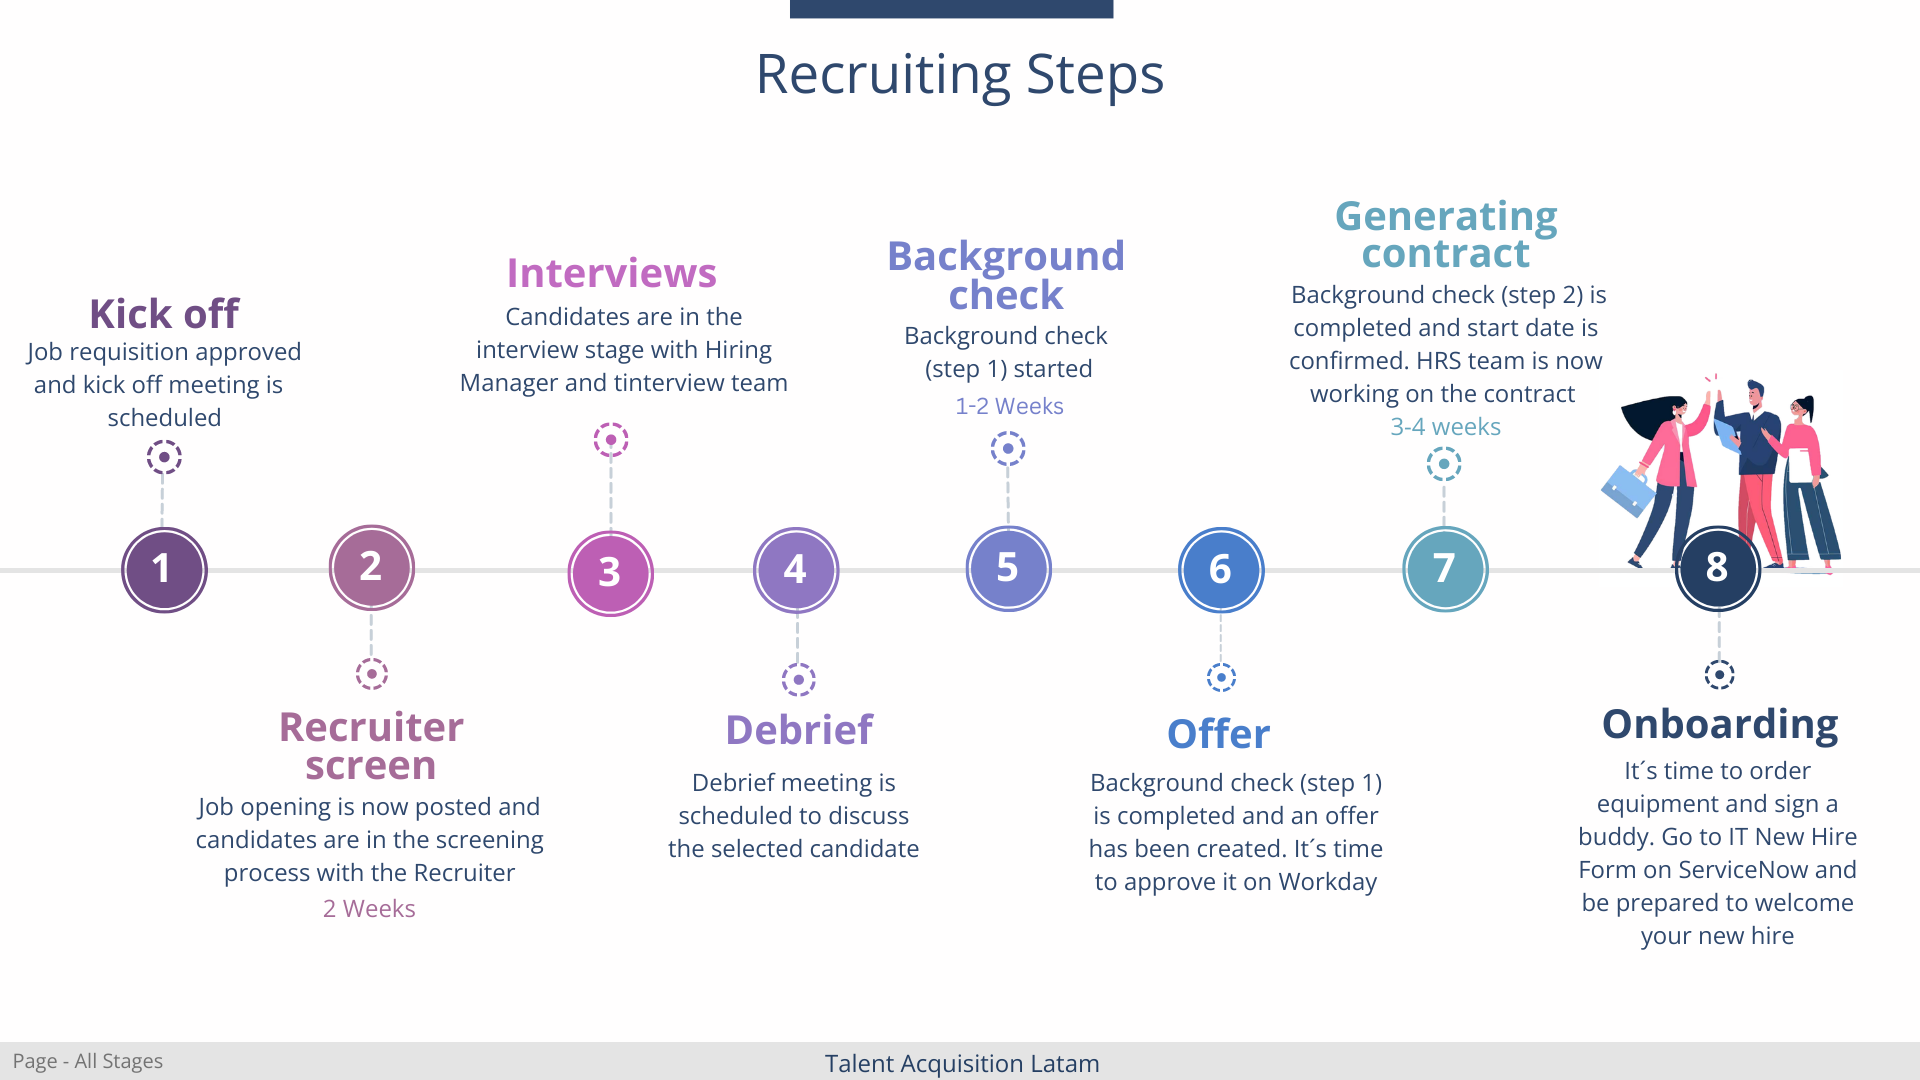 Recruiting Steps
Kick off
Job requisition approved
and kick off meeting is
scheduled
1
2
Recruiter
screen
Job opening is now posted and
candidates are in the screening
process with the Recruiter
2 Weeks
Interviews
Candidates are in the
interview stage with Hiring
Manager and tinterview team
3
4
Debrief
Debrief meeting is
scheduled to discuss
the selected candidate
Background
check
Background check
(step 1) started
1-2 Weeks
5
6
Offer
Background check (step 1)
is completed and an offer
has been created. It´s time
to approve it on Workday
Generating
contract
Background check (step 2) is
completed and start date is
confirmed. HRS team is now
working on the contract
3-4 weeks
7
8
Onboarding
It´s time to order
equipment and sign a
buddy. Go to IT New Hire
Form on ServiceNow and
be prepared to welcome
your new hire
Page - All Stages
Talent Acquisition Latam